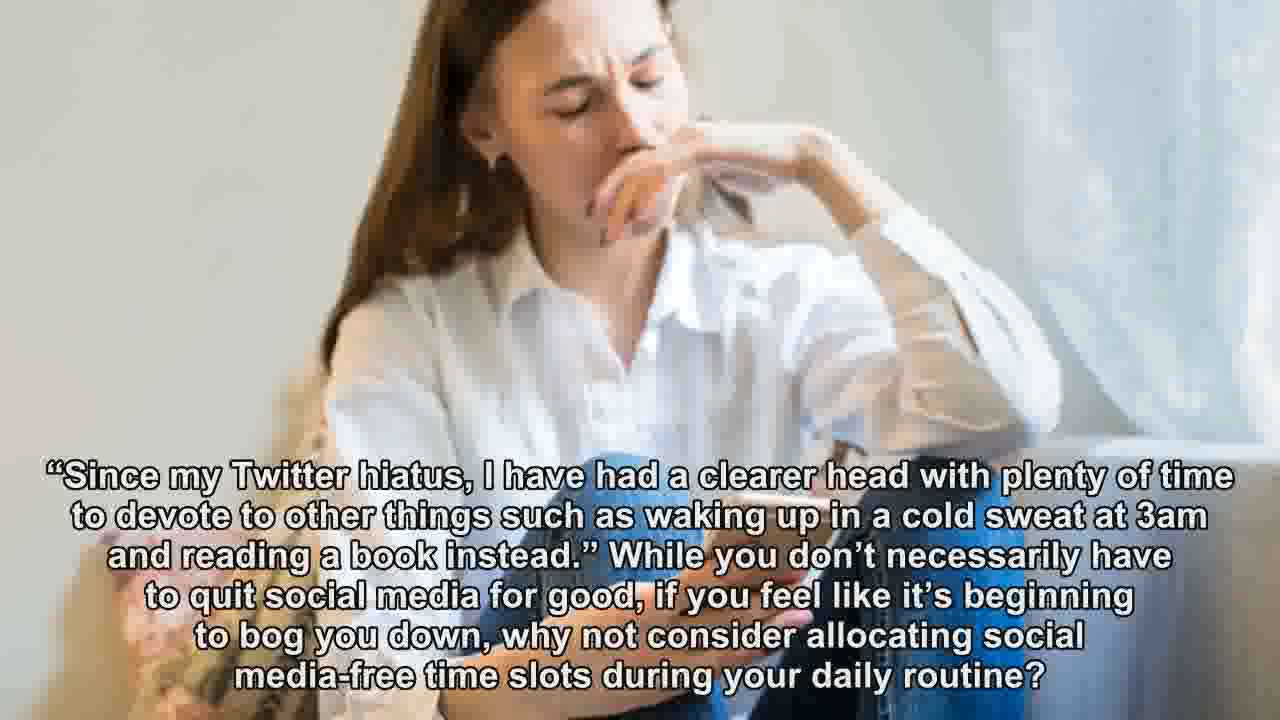 “Since my Twitter hiatus, I have had a clearer head with plenty of time
to devote to other things such as waking up in a cold sweat at 3am
and reading a book instead.” While you don’t necessarily have
to quit social media for good, if you feel like it’s beginning
to bog you down, why not consider allocating social
media-free time slots during your daily routine?